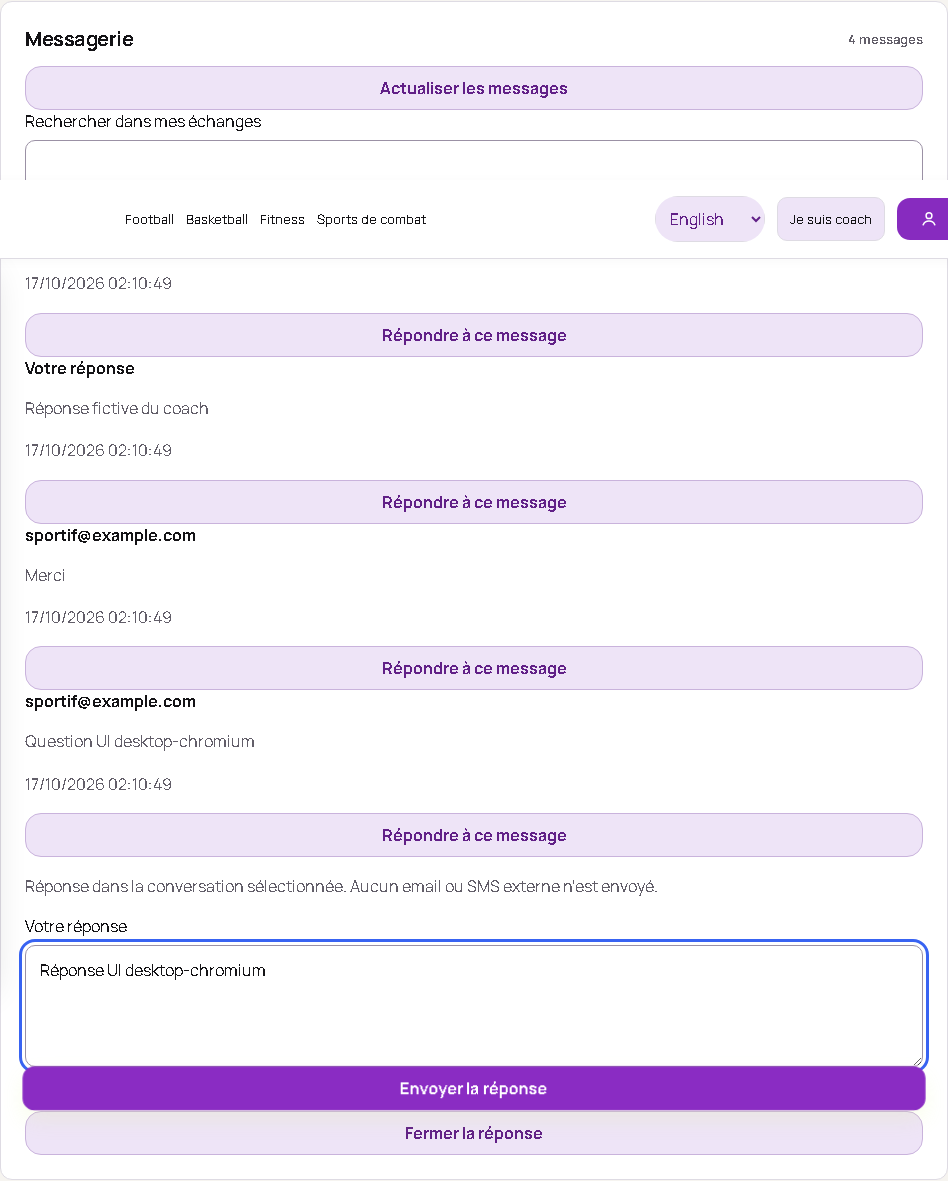 Messagerie
4 messages
Actualiser les messages
Rechercher dans mes échanges
Football Basketball Fitness Sports de combat
English
Je suis coach
17/10/2026 02:10:49
Répondre à ce message
Votre réponse
Réponse fictive du coach
17/10/2026 02:10:49
Répondre à ce message
sportif@example.com
Merci
17/10/2026 02:10:49
Répondre à ce message
sportif@example.com
Question UI desktop-chromium
17/10/2026 02:10:49
Répondre à ce message
Réponse dans la conversation sélectionnée. Aucun email ou SMS externe n'est envoyé.
Votre réponse
Réponse UI desktop-chromium
Envoyer la réponse
Fermer la réponse